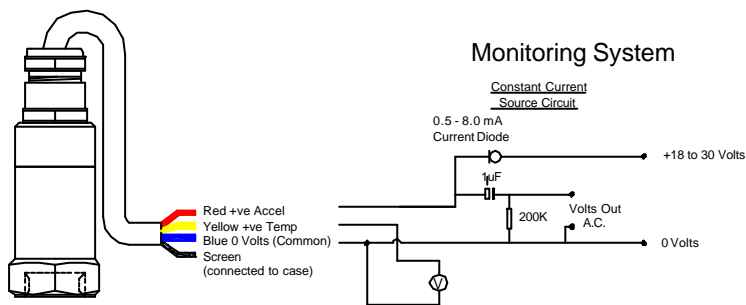 Monitoring System
Constant Current
Source Circuit
0.5 - 8.0 mA
Current Diode
+18 to 30 Volts
1uF
Red +ve Accel
Yellow +ve Temp
Blue 0 Volts (Common)
Screen
(connected to case)
200K
Volts Out
A.C.
0 Volts
V